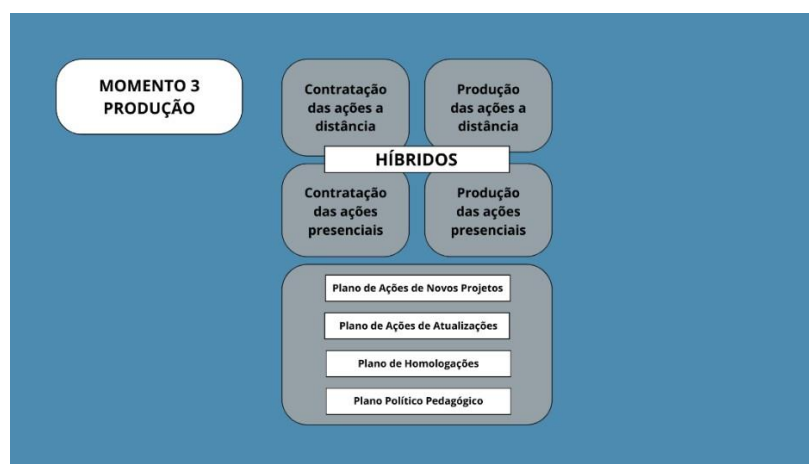 MOMENTO 3
PRODUÇÃO
Contratação
das ações a
distância
Produção
das ações a
distância
HÍBRIDOS
Contratação
das ações
presenciais
Produção
das ações
presenciais
Plano de Ações de Novos Projetos
Plano de Ações de Atualizações
Plano de Homologações
Plano Político Pedagógico